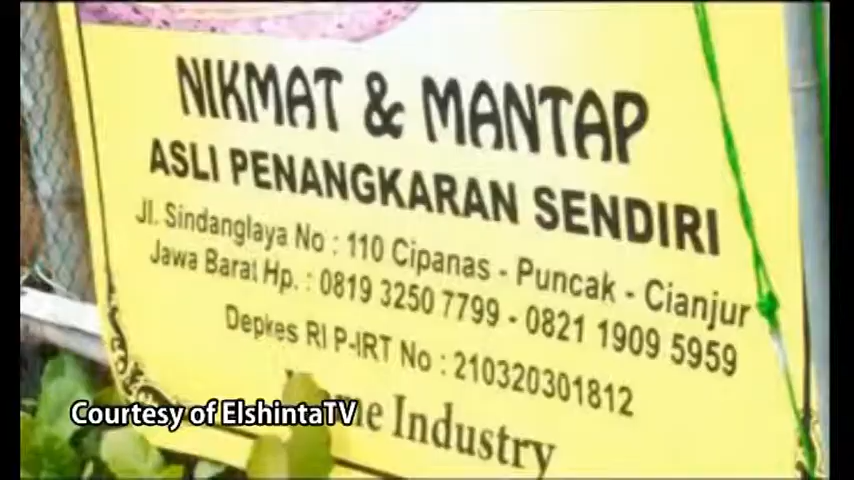 NIKMAT & MANTAP
ASLI PENANGKARAN SENDIRI
Jl. Sindanglaya No : 110 Cipanas - Puncak - Cianjur
Jawa Barat Hp. : 0819 3250 7799 - 0821 1909 5959
Depkes RI P-IRT No : 210320301812
Industry
Courtesy of ElshintaTV